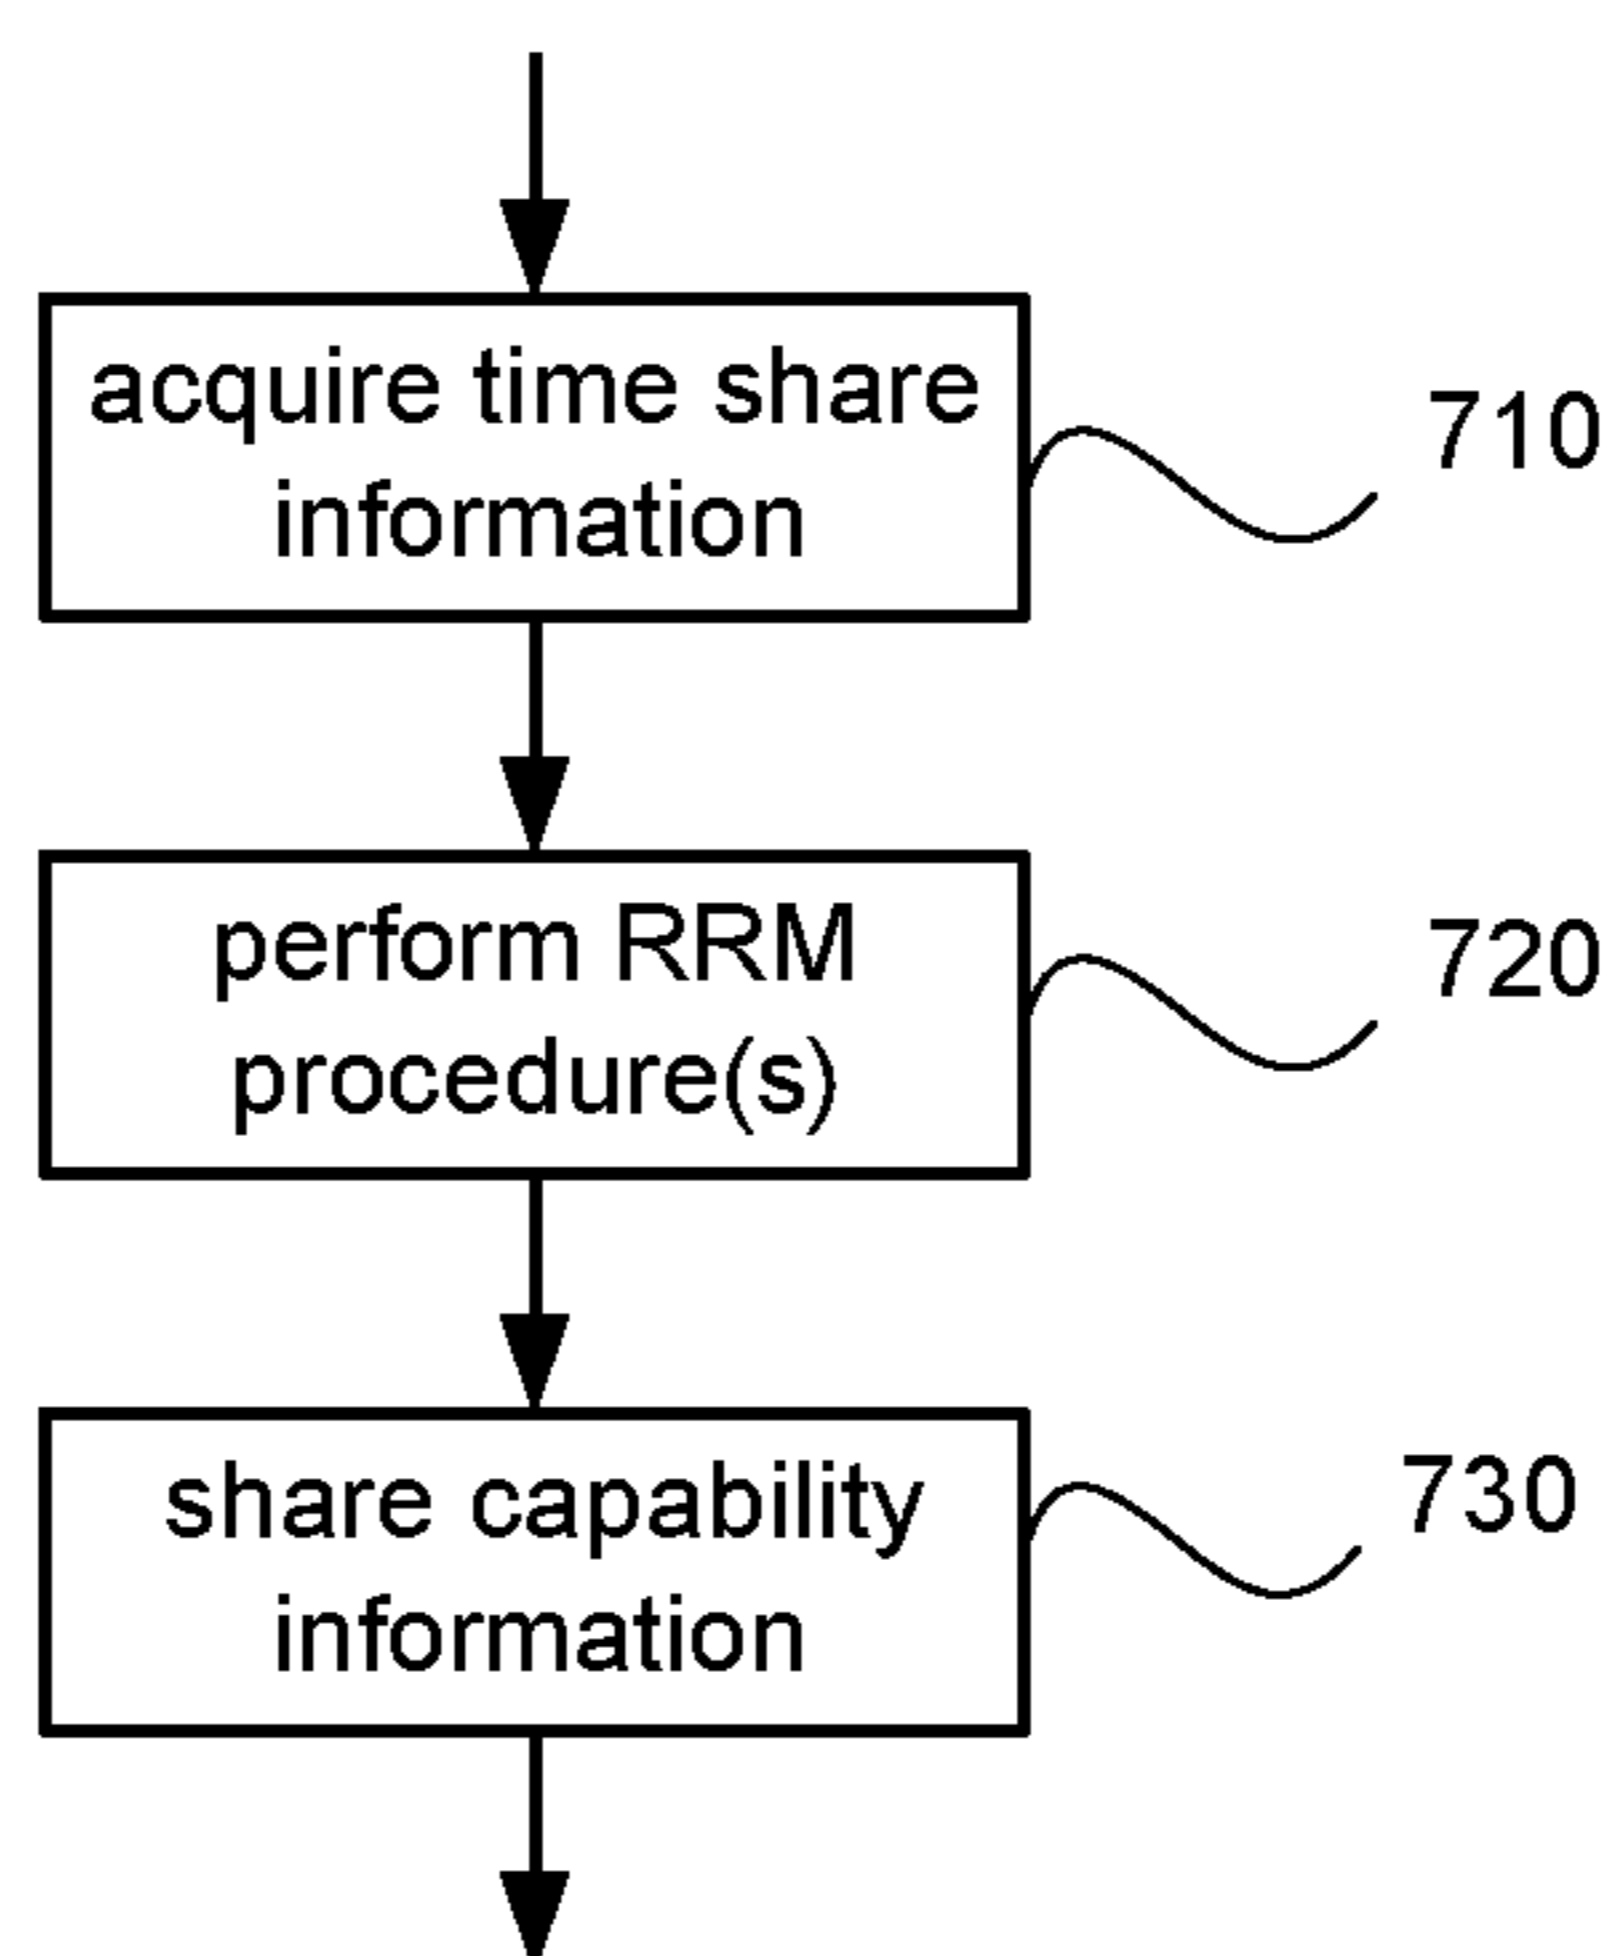 acquire time share
information
710
perform RRM
procedure(s)
720
share capability
information
730